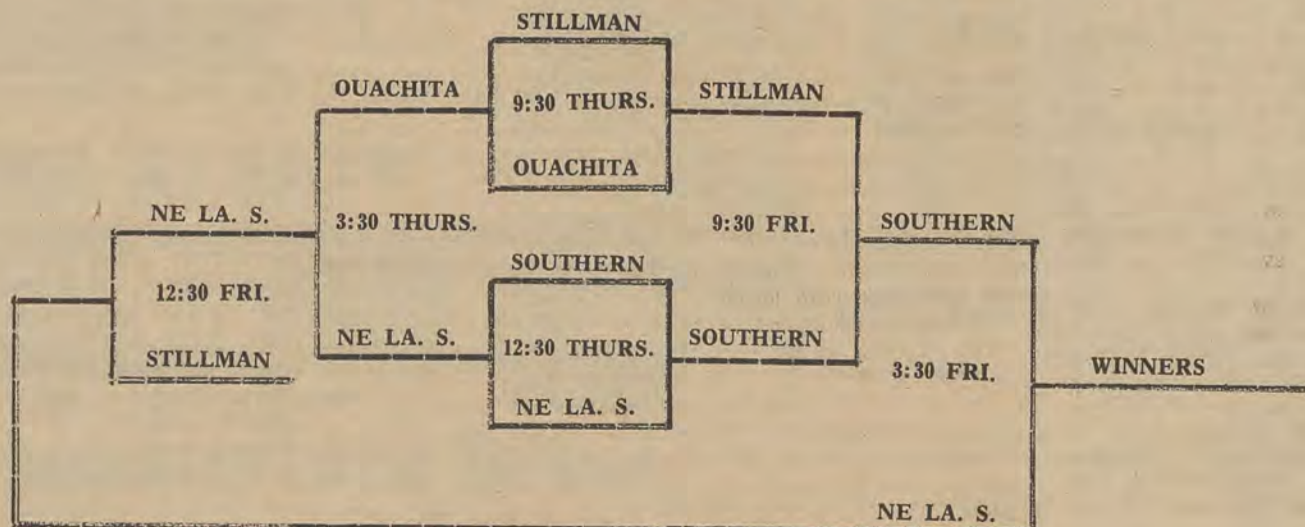 STILLMAN
OUACHITA
9:30 THURS.
STILLMAN
OUACHITA
NE LA. S.
3:30 THURS.
9:30 FRI.
SOUTHERN
SOUTHERN
12:30 FRI.
NE LA. S.
12:30 THURS.
SOUTHERN
STILLMAN
3:30 FRI.
WINNERS
NE LA. S.
NE LA. S.